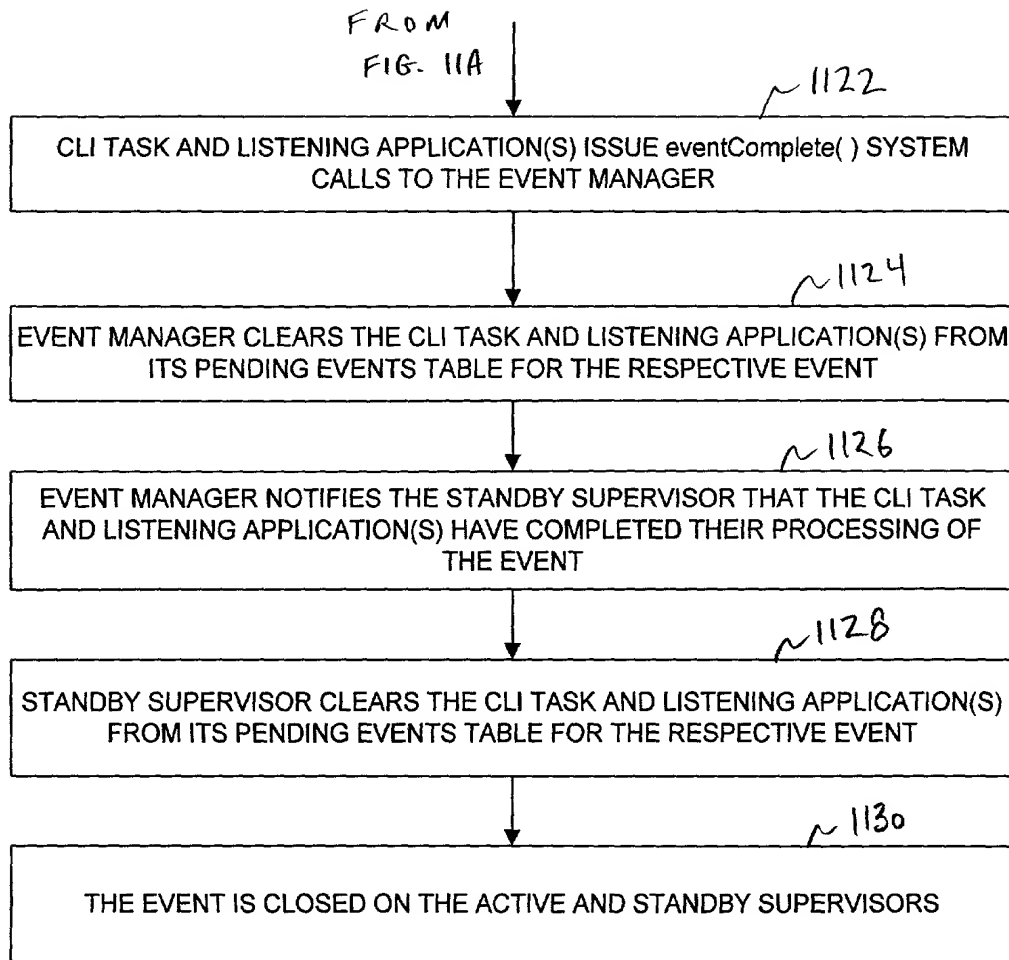 FROM
FIG. 11A
1122
CLI TASK AND LISTENING APPLICATION(S) ISSUE eventComplete( ) SYSTEM
CALLS TO THE EVENT MANAGER
1124
EVENT MANAGER CLEARS THE CLI TASK AND LISTENING APPLICATION(S) FROM
ITS PENDING EVENTS TABLE FOR THE RESPECTIVE EVENT
1126
EVENT MANAGER NOTIFIES THE STANDBY SUPERVISOR THAT THE CLI TASK
AND LISTENING APPLICATION(S) HAVE COMPLETED THEIR PROCESSING OF
THE EVENT
1128
STANDBY SUPERVISOR CLEARS THE CLI TASK AND LISTENING APPLICATION(S)
FROM ITS PENDING EVENTS TABLE FOR THE RESPECTIVE EVENT
1130
THE EVENT IS CLOSED ON THE ACTIVE AND STANDBY SUPERVISORS